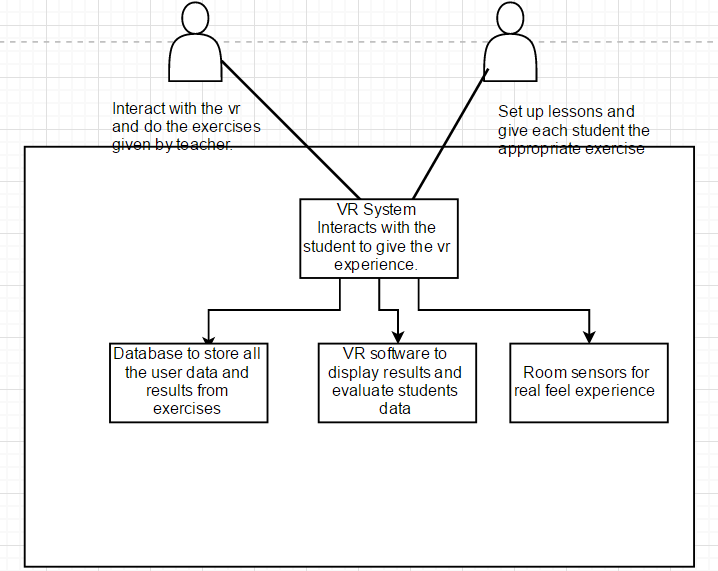 Interact with the vr
and do the exercises
given by teacher.
Set up lessons and
give each student the
appropriate exercise
VR System
Interacts with the
student to give the vr
experience.
Database to store all
the user data and
results from
exercises
VR software to
display results and
evaluate students
data
Room sensors for
real feel experience